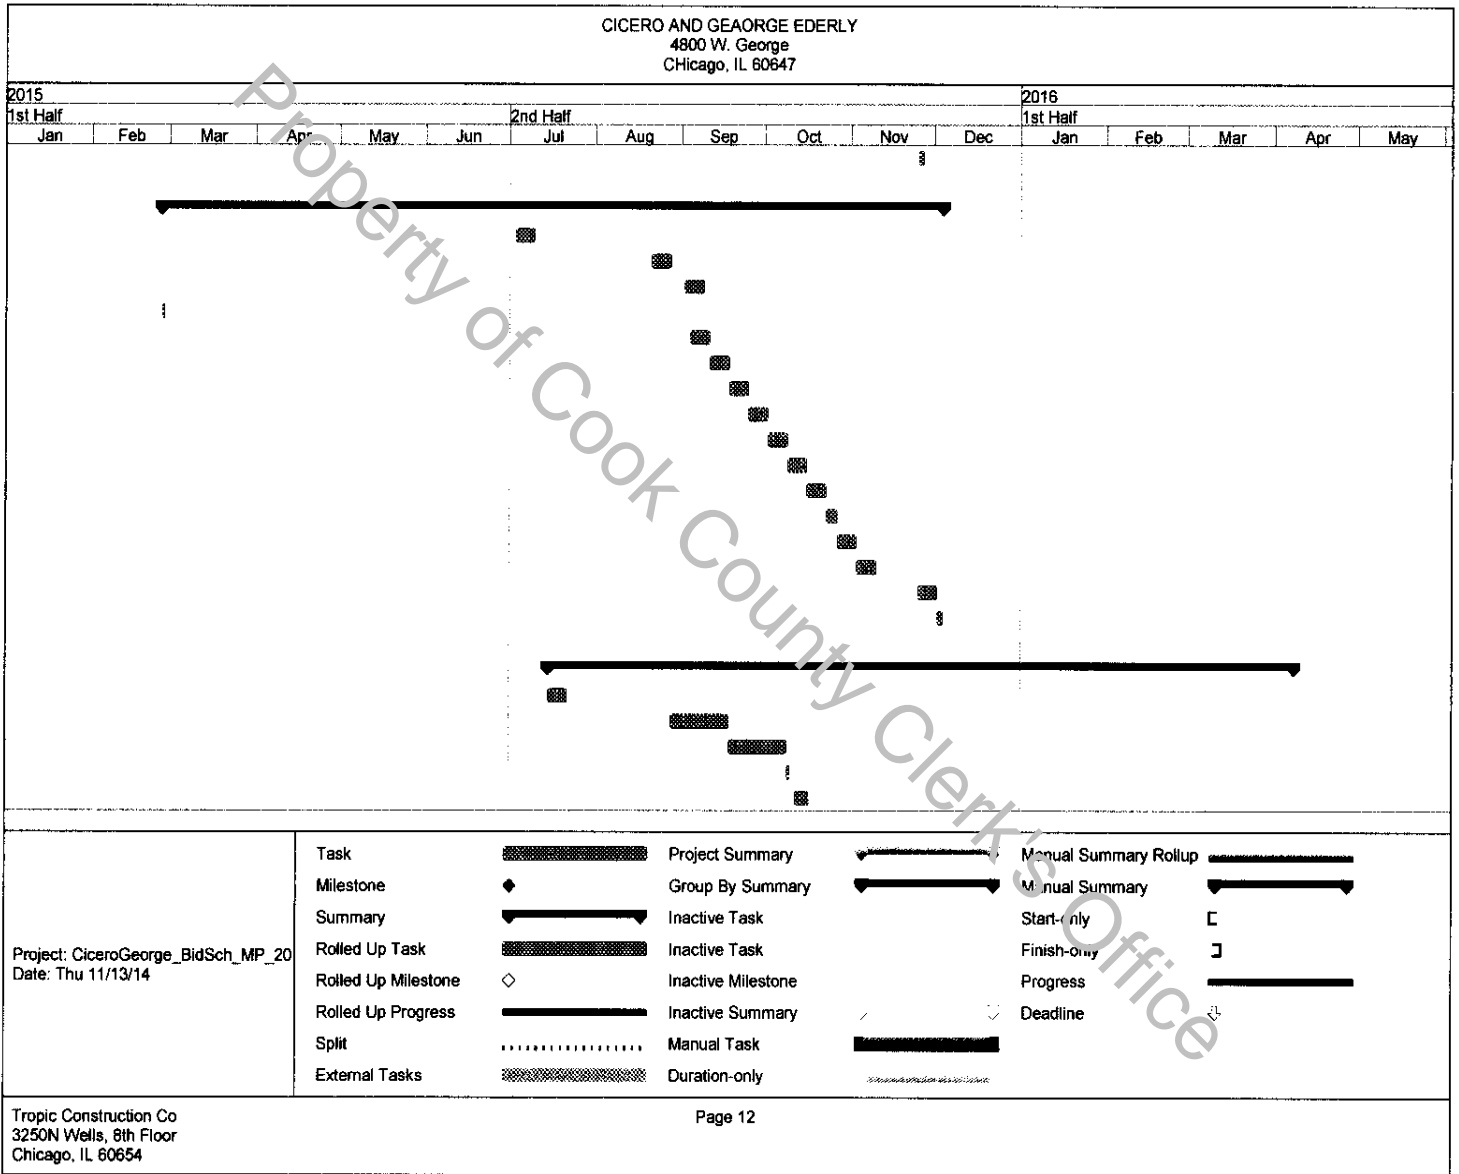 CICERO AND GEAORGE EDERLY
4800 W. George
CHicago, IL 60647
2015 2016
1st Half 2nd Half 1st Half
Jan Feb Mar Apr May Jun Jul Aug Sep Oct Nov Dec Jan Feb Mar Apr May
Property of Cook County Clerk's Office
Task Project Summary Manual Summary Rollup
Milestone Group By Summary Manual Summary
Summary Inactive Task Start-only
Project: CiceroGeorge_BidSch_MP_20 Rolled Up Task Inactive Task Finish-only
Date: Thu 11/13/14 Rolled Up Milestone Inactive Milestone Progress
Rolled Up Progress Inactive Summary Deadline
Split Manual Task
External Tasks Duration-only
Tropic Construction Co Page 12
3250N Wells, 8th Floor
Chicago, IL 60654